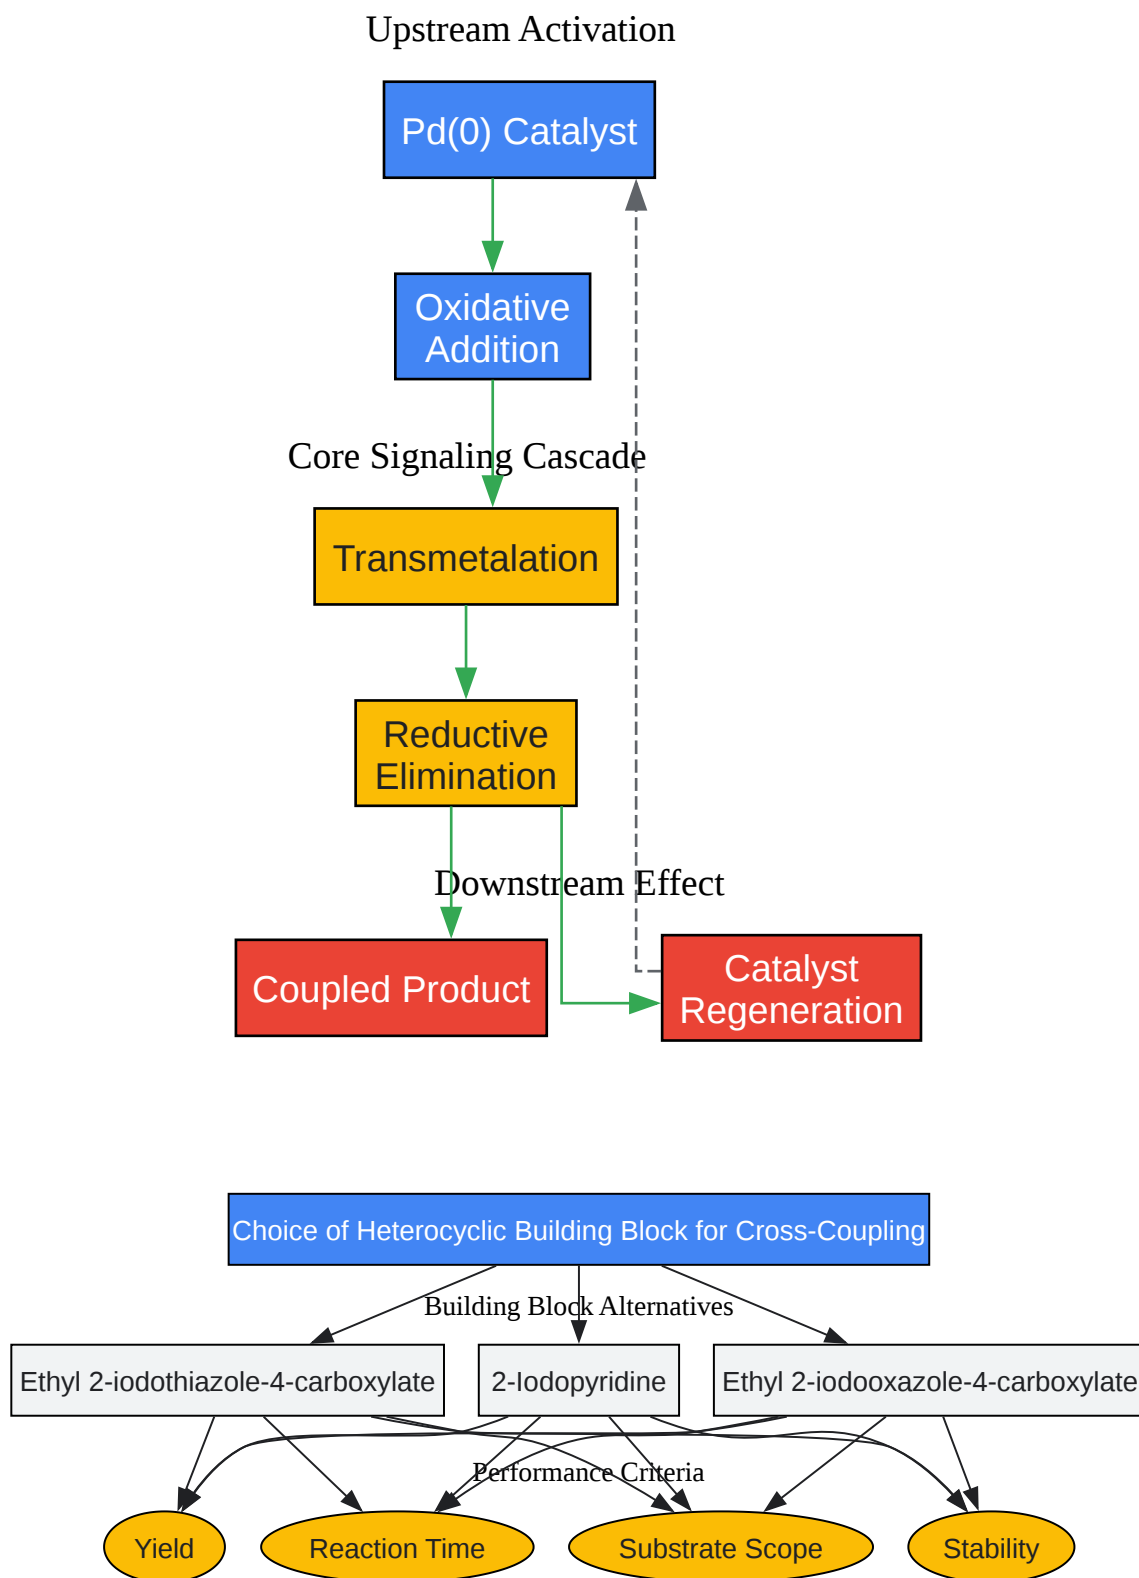 Upstream Activation
Pd(0) Catalyst
Oxidative
Addition
Core Signaling Cascade
Transmetalation
Reductive
Elimination
Downstream Effect
Coupled Product
Catalyst
Regeneration
Choice of Heterocyclic Building Block for Cross-Coupling
Building Block Alternatives
Ethyl 2-iodothiazole-4-carboxylate
2-Iodopyridine
Ethyl 2-iodooxazole-4-carboxylate
Performance Criteria
Yield
Reaction Time
Substrate Scope
Stability